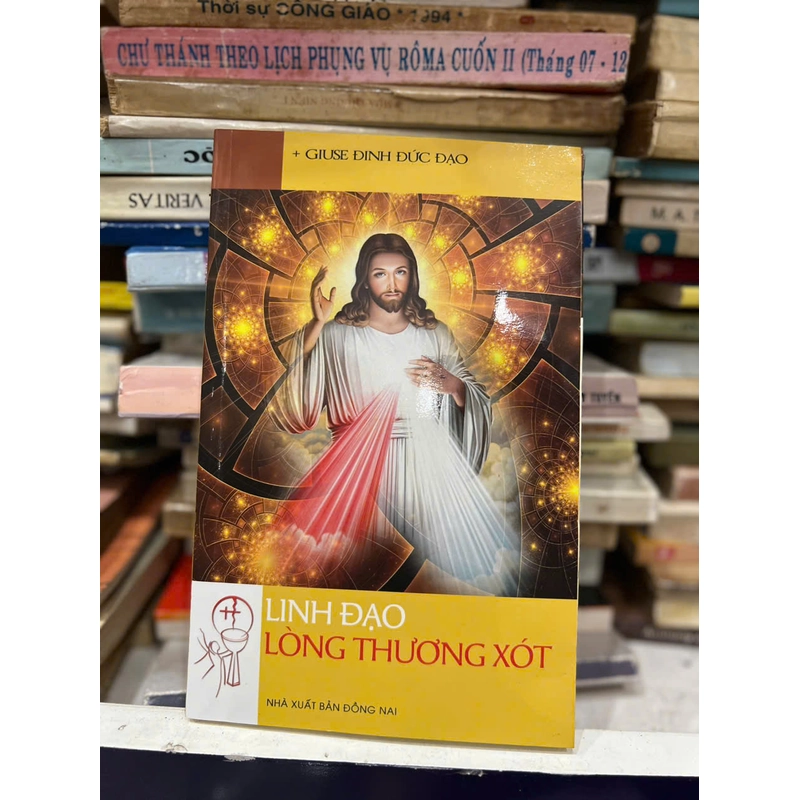 Thời sự CÔNG GIÁO * 1994 *
CHƯ THÁNH THEO LỊCH PHỤNG VỤ RÔMA CUỐN II (Tháng 07 - 12
VERITAS
M. A.
+ GIUSE ĐINH ĐỨC ĐẠO
LINH ĐẠO
LÒNG THƯƠNG XÓT
NHÀ XUẤT BẢN ĐỒNG NAI